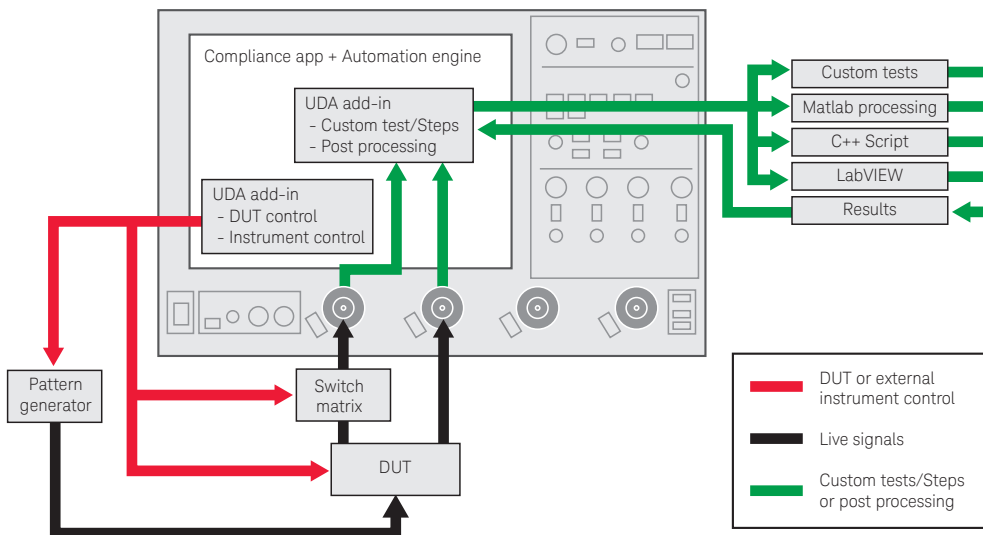 Compliance app + Automation engine
UDA add-in
- Custom test/Steps
- Post processing
UDA add-in
- DUT control
- Instrument control
Custom tests
Matlab processing
C++ Script
LabVIEW
Results
Pattern
generator
Switch
matrix
DUT
DUT or external
instrument control
Live signals
Custom tests/Steps
or post processing